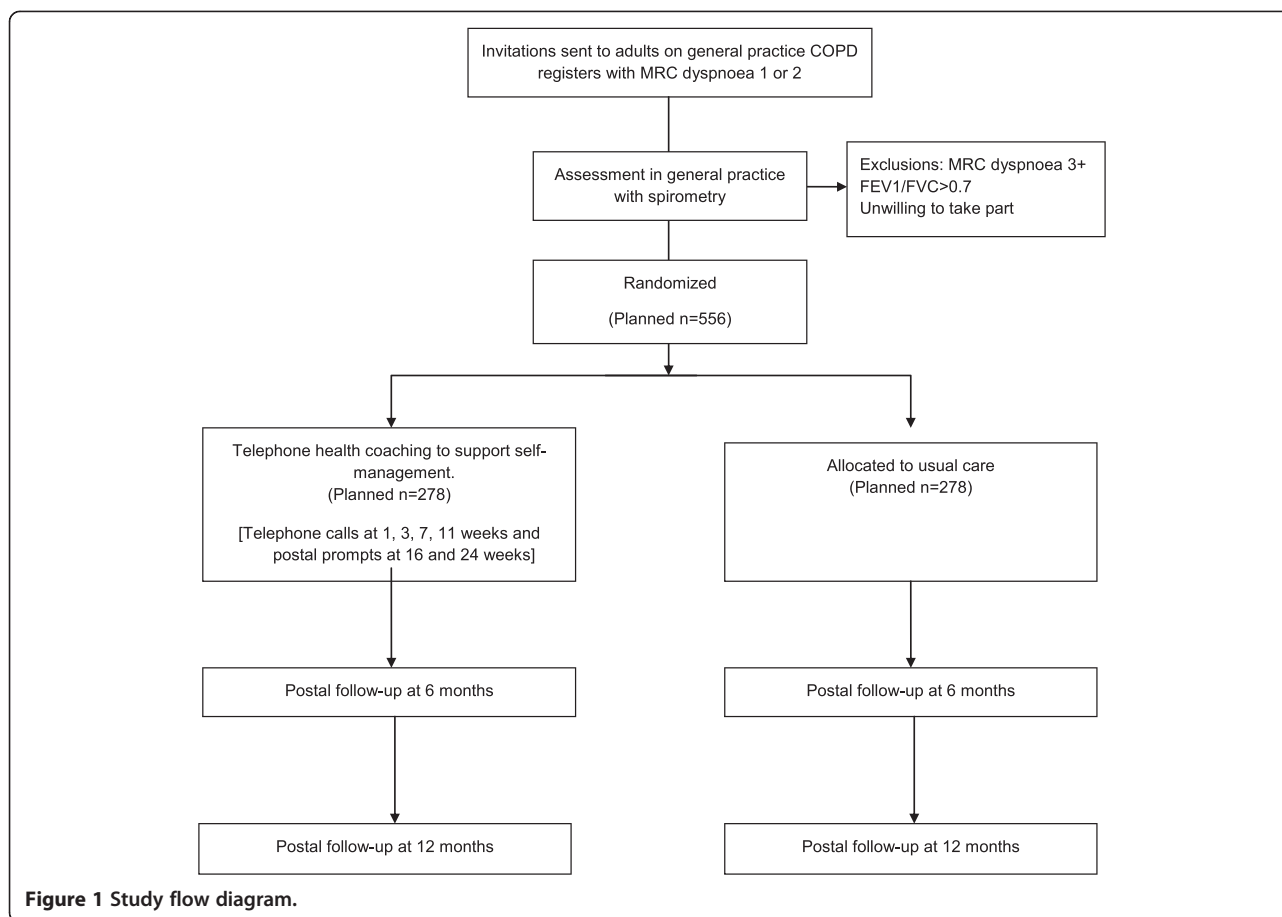 Invitations sent to adults on general practice COPD
registers with MRC dyspnoea 1 or 2
Assessment in general practice
with spirometry
Exclusions: MRC dyspnoea 3+
FEV1/FVC>0.7
Unwilling to take part
Randomized
(Planned n=556)
Telephone health coaching to support self-
management.
(Planned n=278)
[Telephone calls at 1, 3, 7, 11 weeks and
postal prompts at 16 and 24 weeks]
Allocated to usual care
(Planned n=278)
Postal follow-up at 6 months
Postal follow-up at 6 months
Postal follow-up at 12 months
Postal follow-up at 12 months
Figure 1 Study flow diagram.